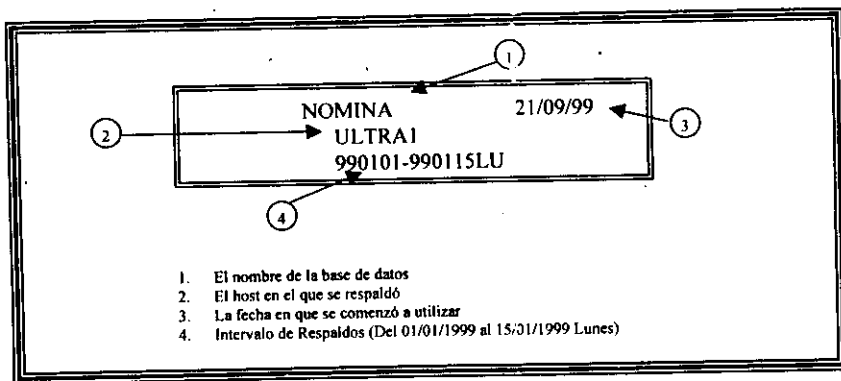 1
NOMINA 21/09/99
2 3
ULTRA1
990101-990115LU
4
1. El nombre de la base de datos
2. El host en el que se respaldó
3. La fecha en que se comenzó a utilizar
4. Intervalo de Respaldos (Del 01/01/1999 al 15/01/1999 Lunes)